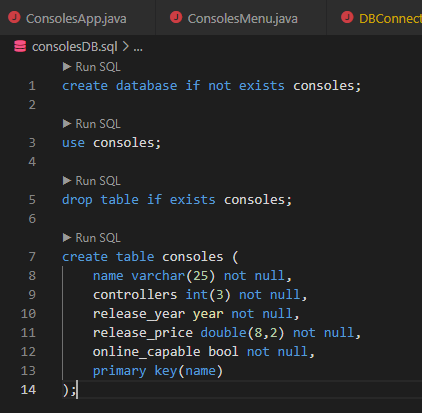 ConsolesApp.java ConsolesMenu.java DBConnect
consolesDB.sql > ...
Run SQL
1 create database if not exists consoles;
2
Run SQL
3 use consoles;
4
Run SQL
5 drop table if exists consoles;
6
Run SQL
7 create table consoles (
8 name varchar(25) not null,
9 controllers int(3) not null,
10 release_year year not null,
11 release_price double(8,2) not null,
12 online_capable bool not null,
13 primary key(name)
14 );